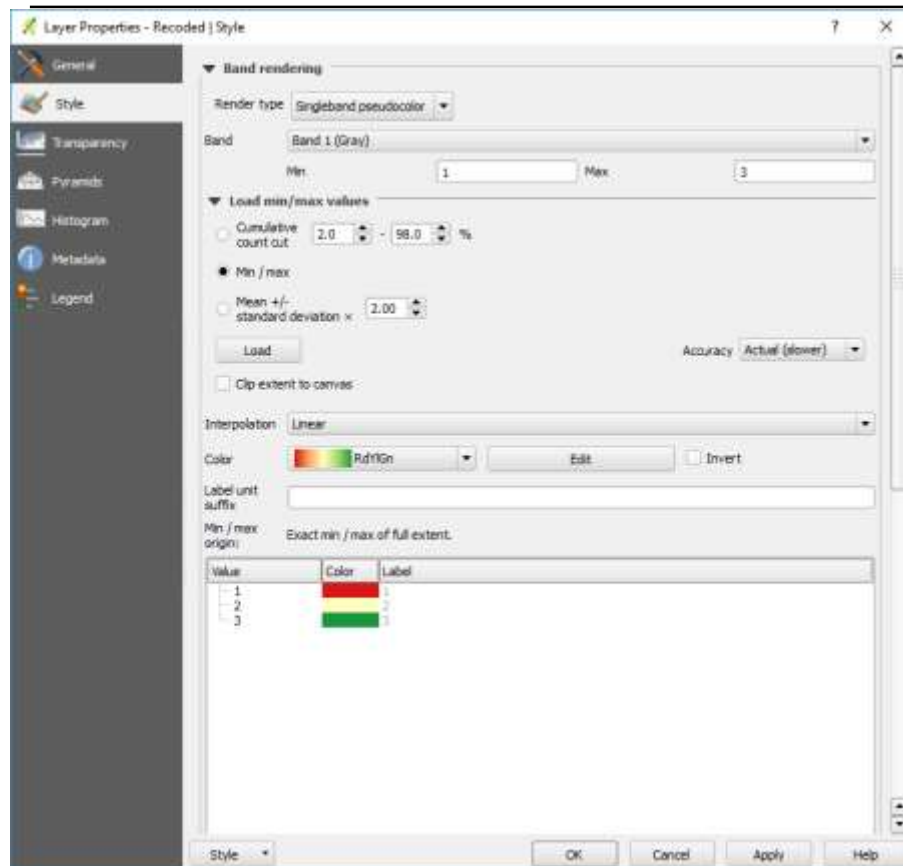 Layer Properties - Recoded | Style
?
General
Style
Transparency
Pyramids
Histogram
Metadata
Legend
Band rendering
Render type Singleband pseudocolor
Band Band 1 (Gray)
Min 1 Max 3
Load min/max values
Cumulative
count cut 2.0 - 98.0 %
Min / max
Mean +/-
standard deviation × 2.00
Load Accuracy Actual (slower)
Clip extent to canvas
Interpolation Linear
Color RdYlGn Edit Invert
Label unit
suffix
Min / max
origin: Exact min / max of full extent.
Value Color Label
1 1
2 2
3 3
Style OK Cancel Apply Help